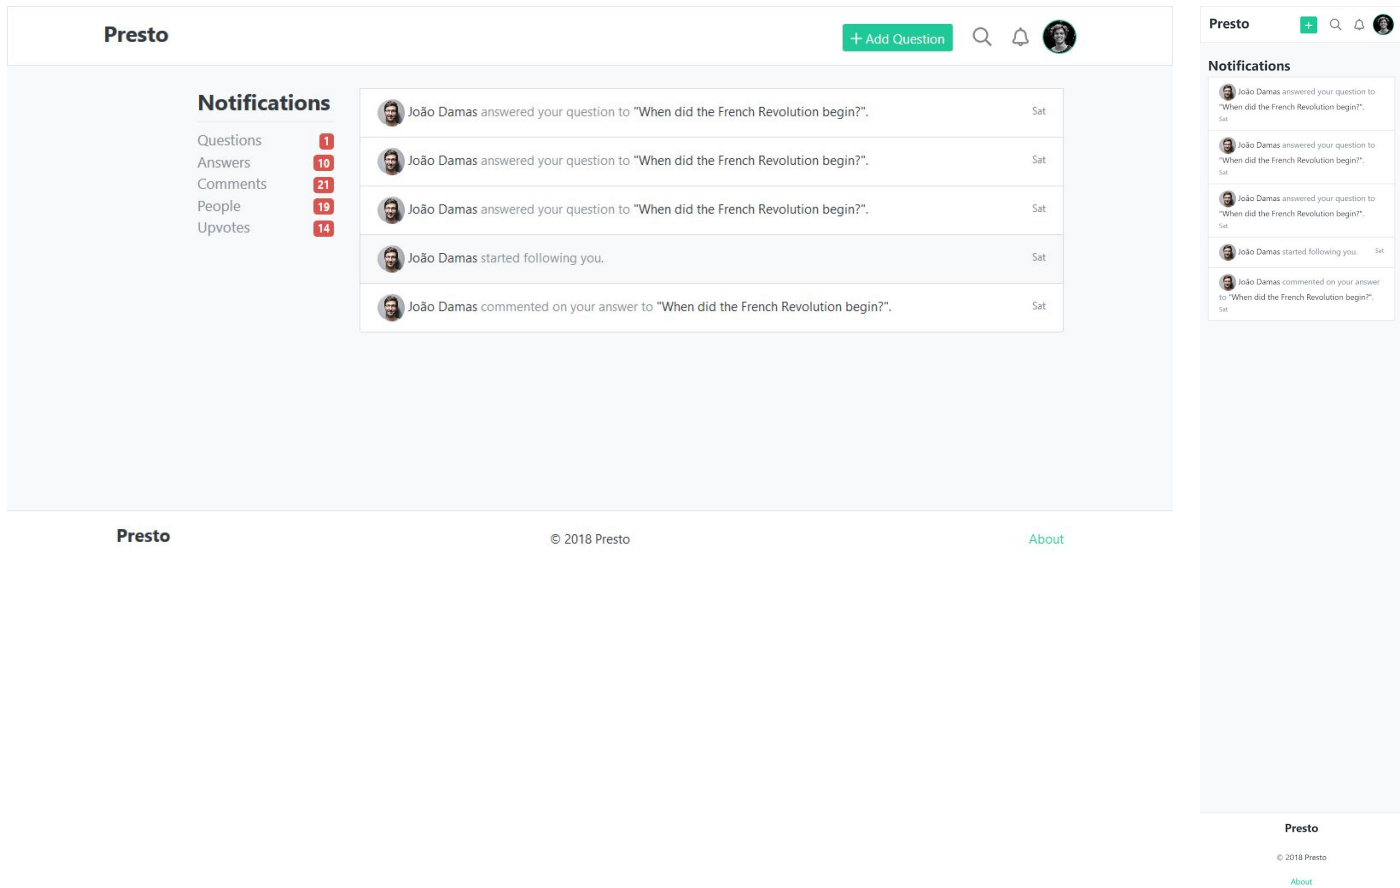 Presto
+ Add Question
Notifications
Questions 1
Answers 10
Comments 21
People 19
Upvotes 14
João Damas answered your question to "When did the French Revolution begin?". Sat
João Damas answered your question to "When did the French Revolution begin?". Sat
João Damas answered your question to "When did the French Revolution begin?". Sat
João Damas started following you. Sat
João Damas commented on your answer to "When did the French Revolution begin?". Sat
Presto
© 2018 Presto
About
Presto
+
Notifications
João Damas answered your question to
"When did the French Revolution begin?".
Sat
João Damas answered your question to
"When did the French Revolution begin?".
Sat
João Damas answered your question to
"When did the French Revolution begin?".
Sat
João Damas started following you. Sat
João Damas commented on your answer
to "When did the French Revolution begin?".
Sat
Presto
© 2018 Presto
About